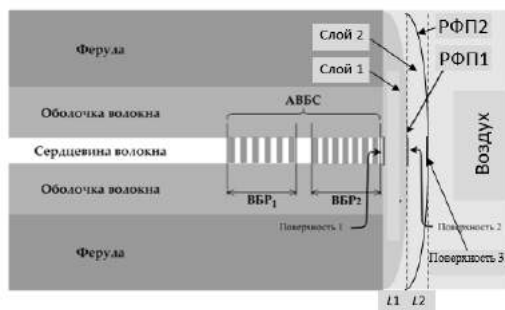 Ферула
Оболочка волокна
Сердцевина волокна
Оболочка волокна
Ферула
АВБС
ВБР1
ВБР2
Поверхность 1
Слой 2
Слой 1
РФП2
РФП1
Воздух
Поверхность 2
Поверхность 3
L1
L2